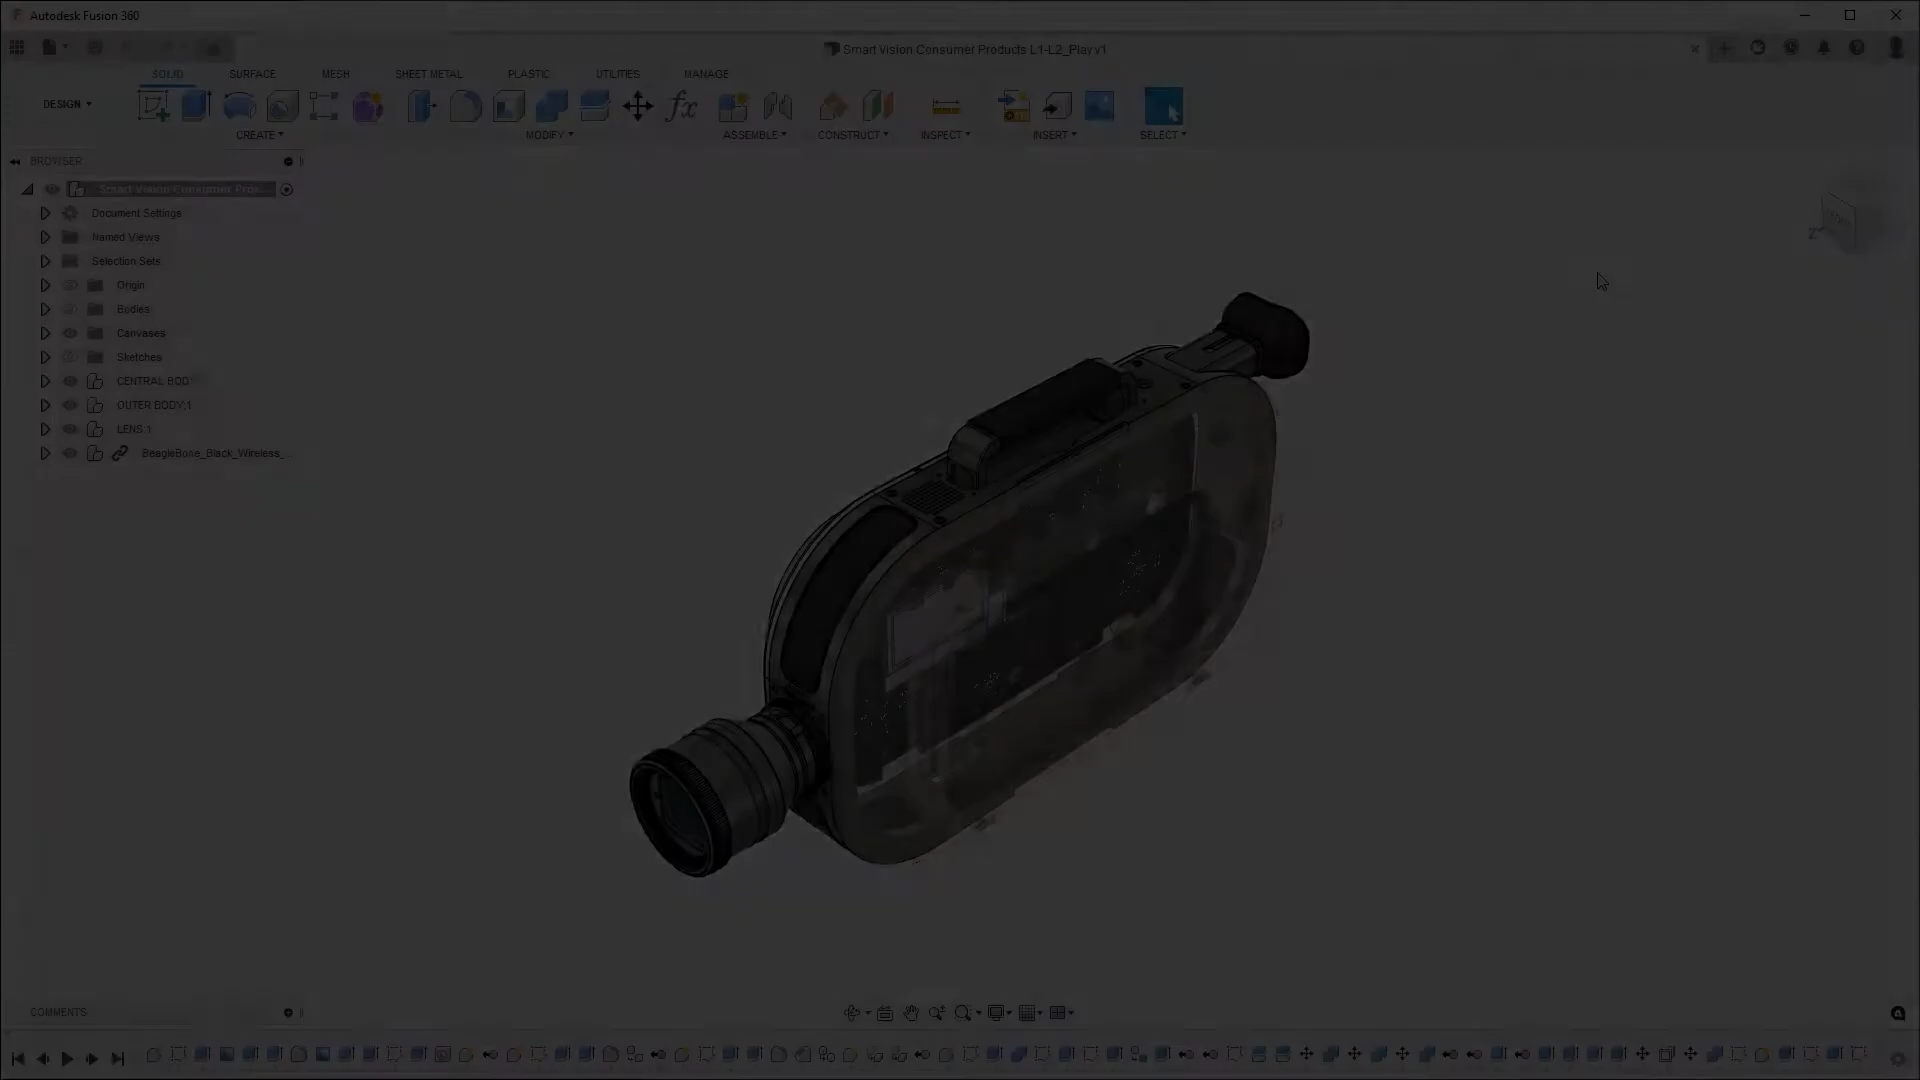 Autodesk Fusion 360
Smart Vision Consumer Products L1-L2_Play v1
SOLID SURFACE MESH SHEET METAL PLASTIC UTILITIES MANAGE
DESIGN
fx
CREATE MODIFY ASSEMBLE CONSTRUCT INSPECT INSERT SELECT
BROWSER
Smart Vision Consumer Pro...
Document Settings
Named Views
Selection Sets
Origin
Bodies
Canvases
Sketches
CENTRAL BOD
OUTER BODY:1
LENS:1
BeagleBone_Black_Wireless_...
Z
COMMENTS